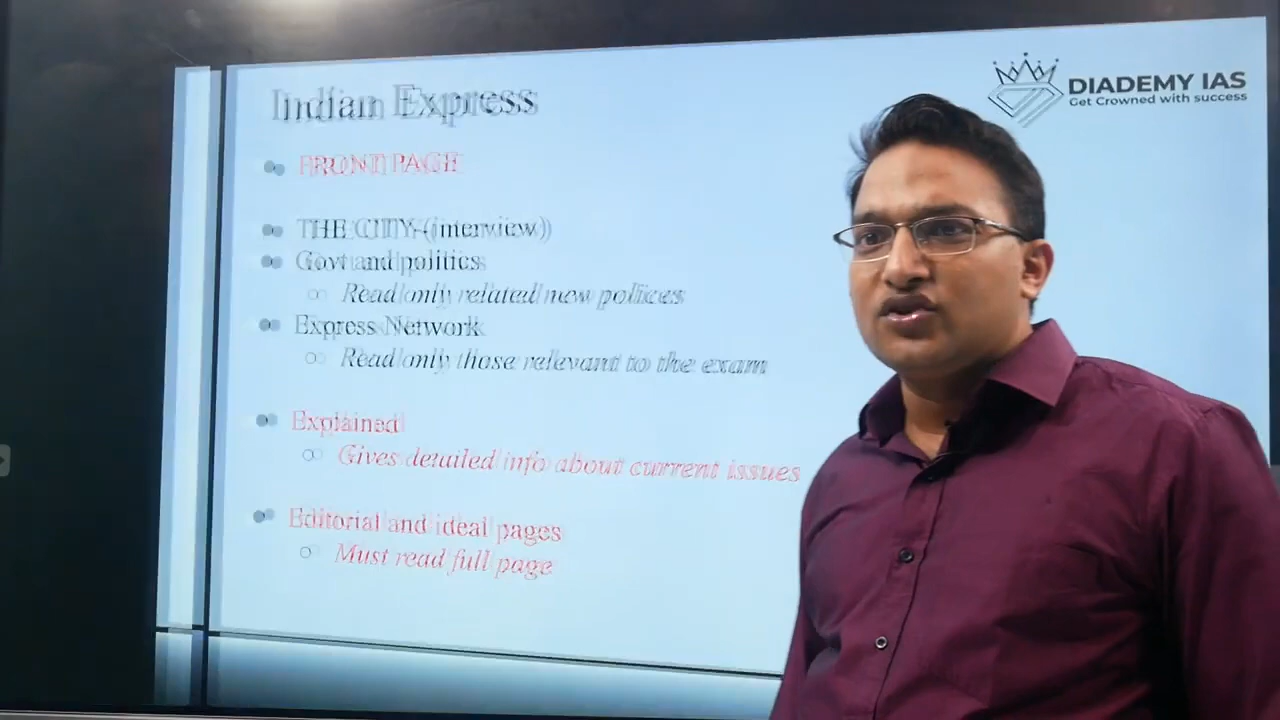 Indian Express
DIADEMY IAS
Get Crowned with success
FRONT PAGE
THE CITY-(interview)
Govt and politics
Read only related new polices
Express Network
Read only those relevant to the exam
Explained
Gives detailed info about current issues
Editorial and ideal pages
Must read full page